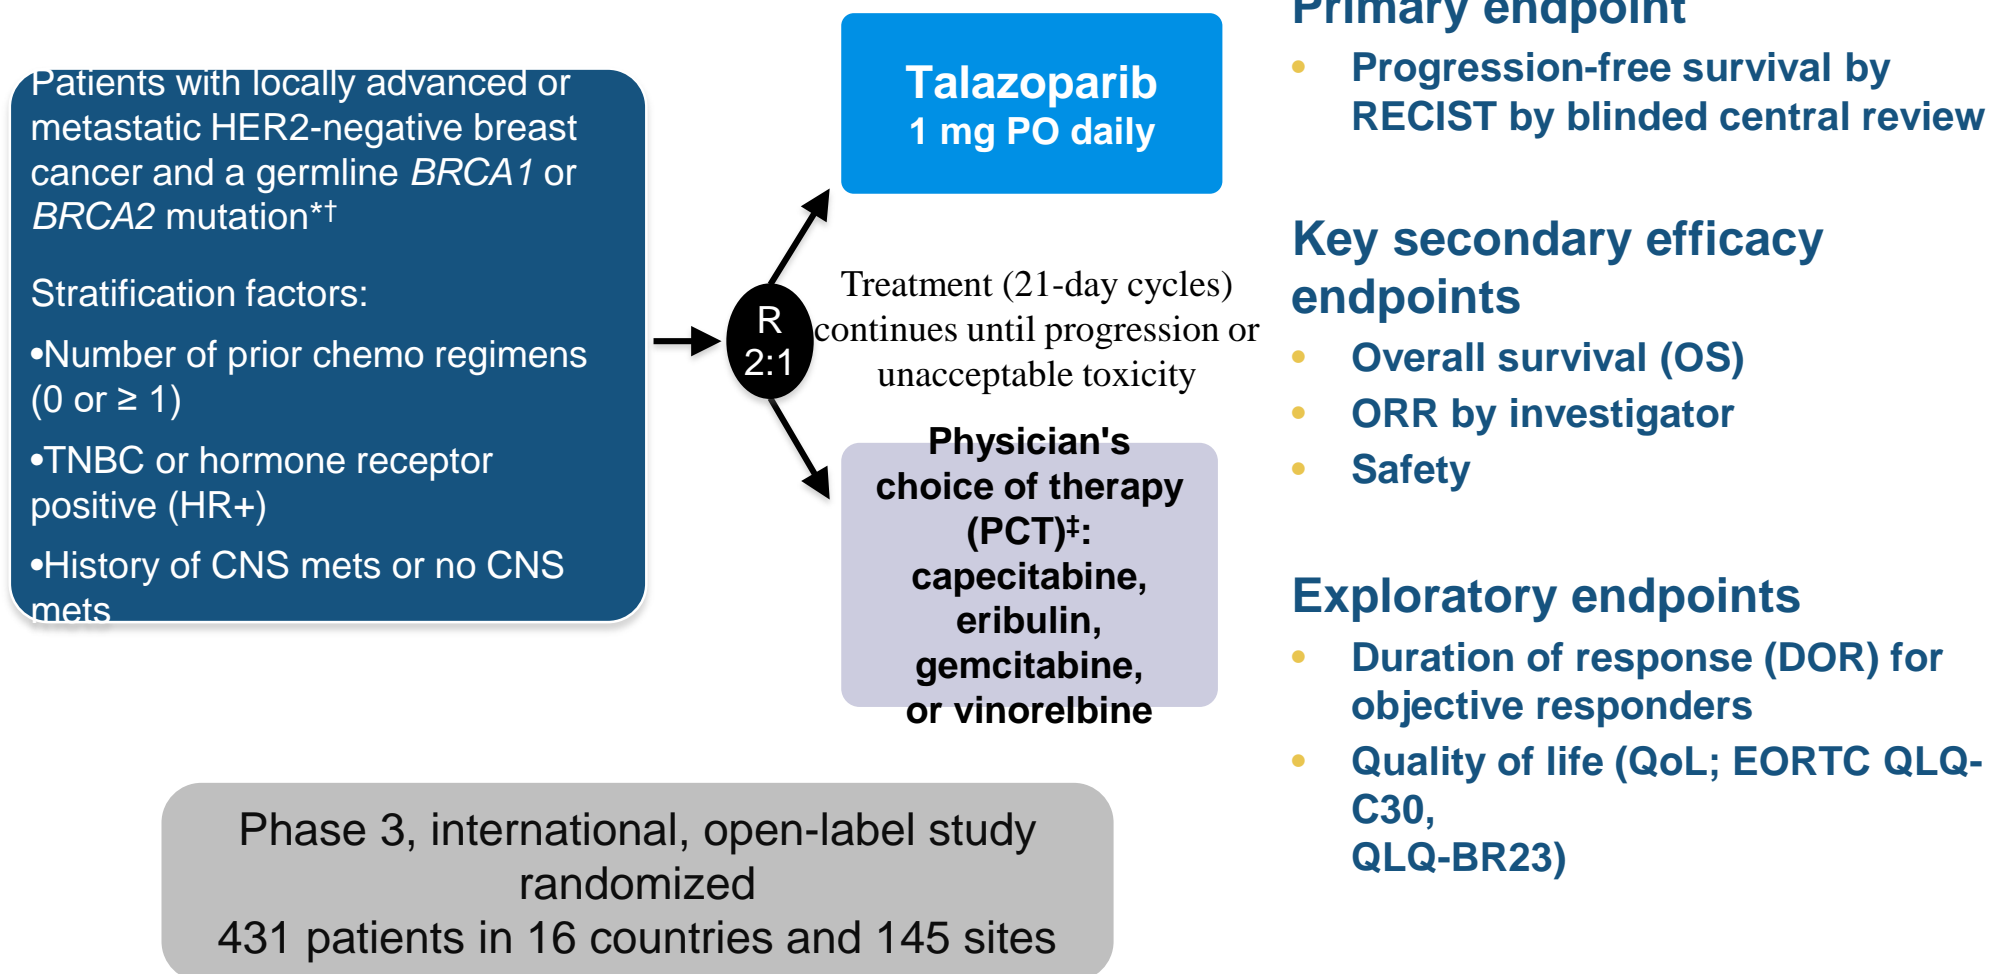 Patients with locally advanced or
metastatic HER2-negative breast
cancer and a germline BRCA1 or
BRCA2 mutation*†
Stratification factors:
•Number of prior chemo regimens
(0 or ≥ 1)
•TNBC or hormone receptor
positive (HR+)
•History of CNS mets or no CNS
mets
R
2:1
Talazoparib
1 mg PO daily
Treatment (21-day cycles)
continues until progression or
unacceptable toxicity
Physician's
choice of therapy
(PCT)‡:
capecitabine,
eribulin,
gemcitabine,
or vinorelbine
Phase 3, international, open-label study
randomized
431 patients in 16 countries and 145 sites
Primary endpoint
• Progression-free survival by
RECIST by blinded central review
Key secondary efficacy
endpoints
• Overall survival (OS)
• ORR by investigator
• Safety
Exploratory endpoints
• Duration of response (DOR) for
objective responders
• Quality of life (QoL; EORTC QLQ-
C30,
QLQ-BR23)